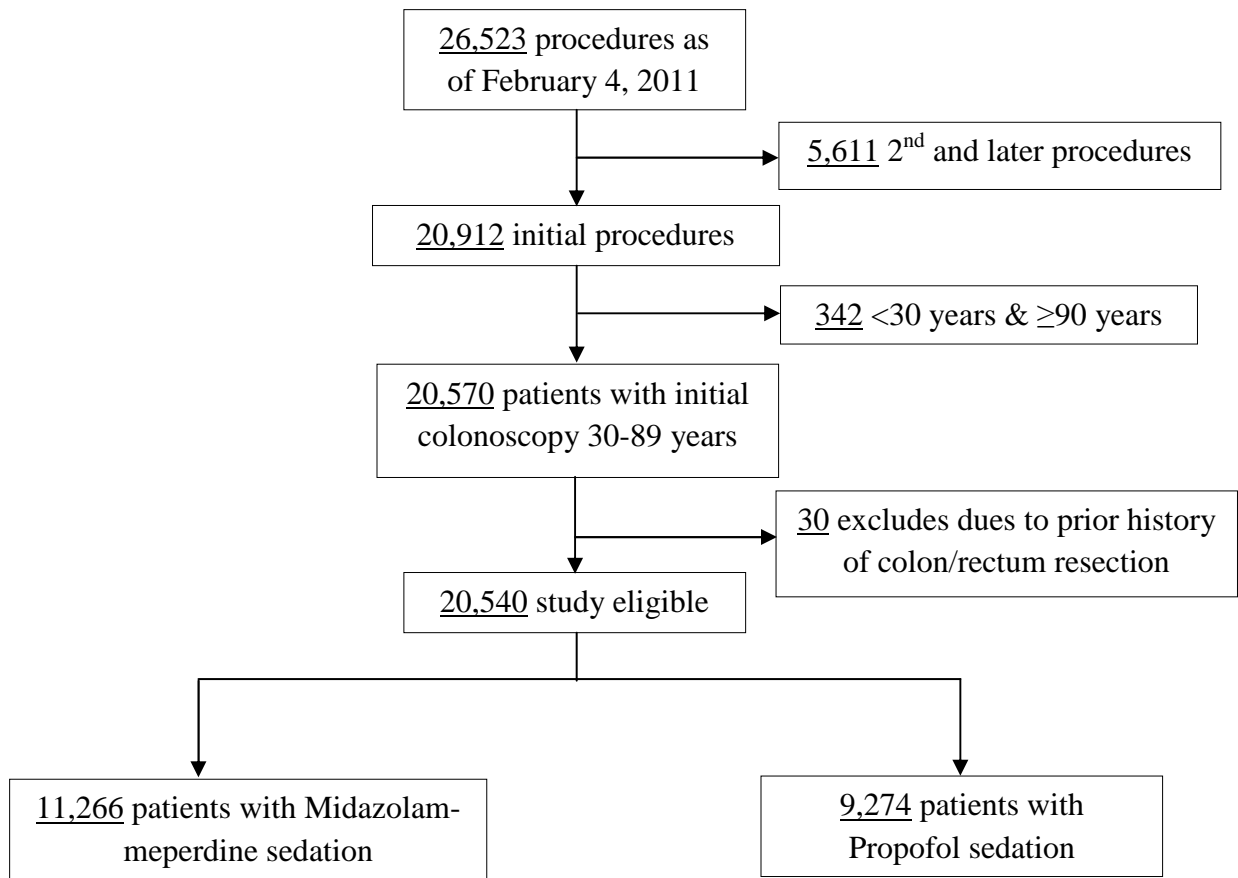 26,523 procedures as
of February 4, 2011
5,611 2nd and later procedures
20,912 initial procedures
342 <30 years & ≥90 years
20,570 patients with initial
colonoscopy 30-89 years
30 excludes dues to prior history
of colon/rectum resection
20,540 study eligible
11,266 patients with Midazolam-
meperdine sedation
9,274 patients with
Propofol sedation